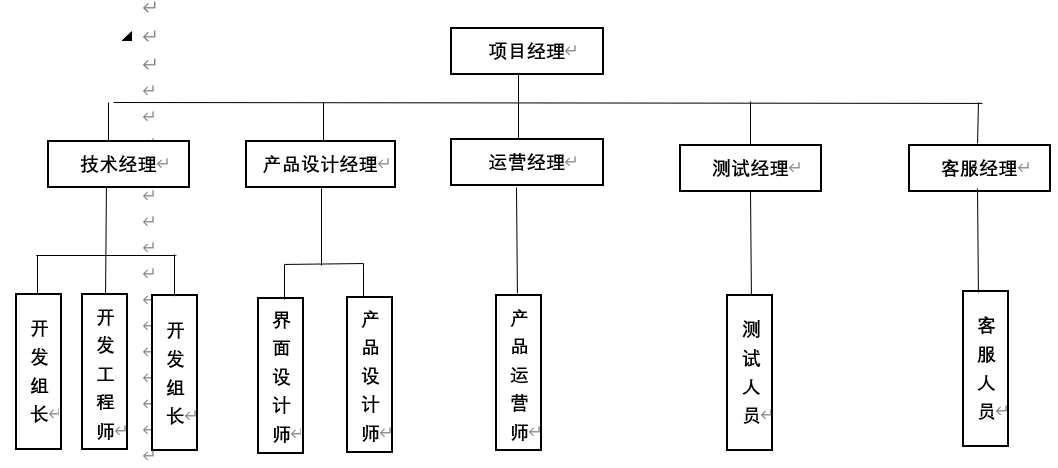 项目经理
技术经理
产品设计经理
运营经理
测试经理
客服经理
开发组长
开发工程师
开发组长
界面设计师
产品设计师
产品运营师
测试人员
客服人员